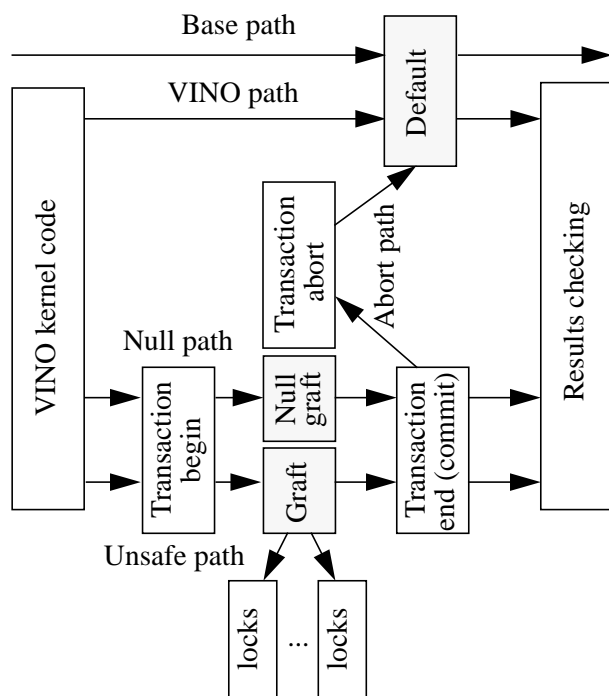 Base path
VINO path
Default
VINO kernel code
Transaction
abort
Abort path
Results checking
Null path
Transaction
begin
Null
graft
Transaction
end (commit)
Graft
Unsafe path
locks
...
locks